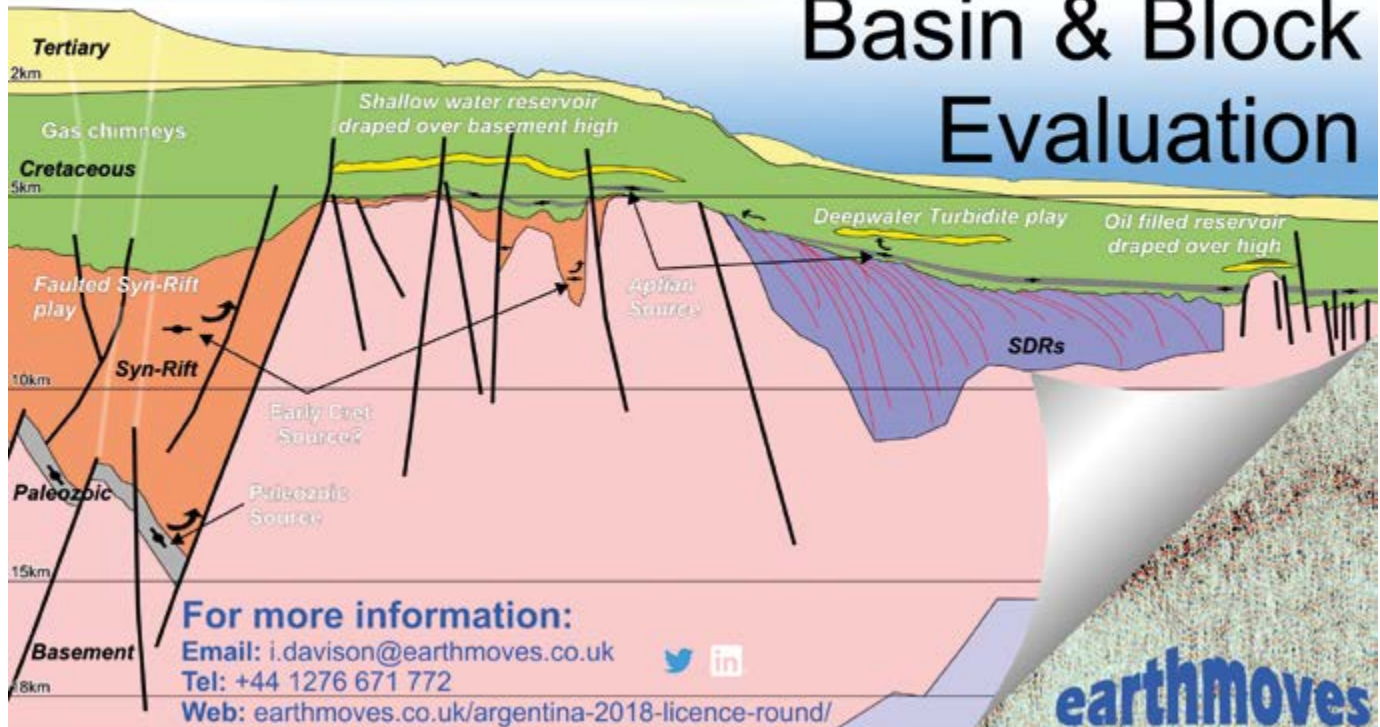 Basin & Block
Evaluation
Tertiary
2km
Gas chimneys
Shallow water reservoir
draped over basement high
Cretaceous
5km
Deepwater Turbidite play
Oil filled reservoir
draped over high
Faulted Syn-Rift
play
Aptian
Source
SDRs
Syn-Rift
10km
Early Cret
Source?
Paleozoic
Paleozoic
Source
15km
For more information:
Basement
Email: i.davison@earthmoves.co.uk
in
Tel: +44 1276 671 772
18km
Web: earthmoves.co.uk/argentina-2018-licence-round/
earthmoves